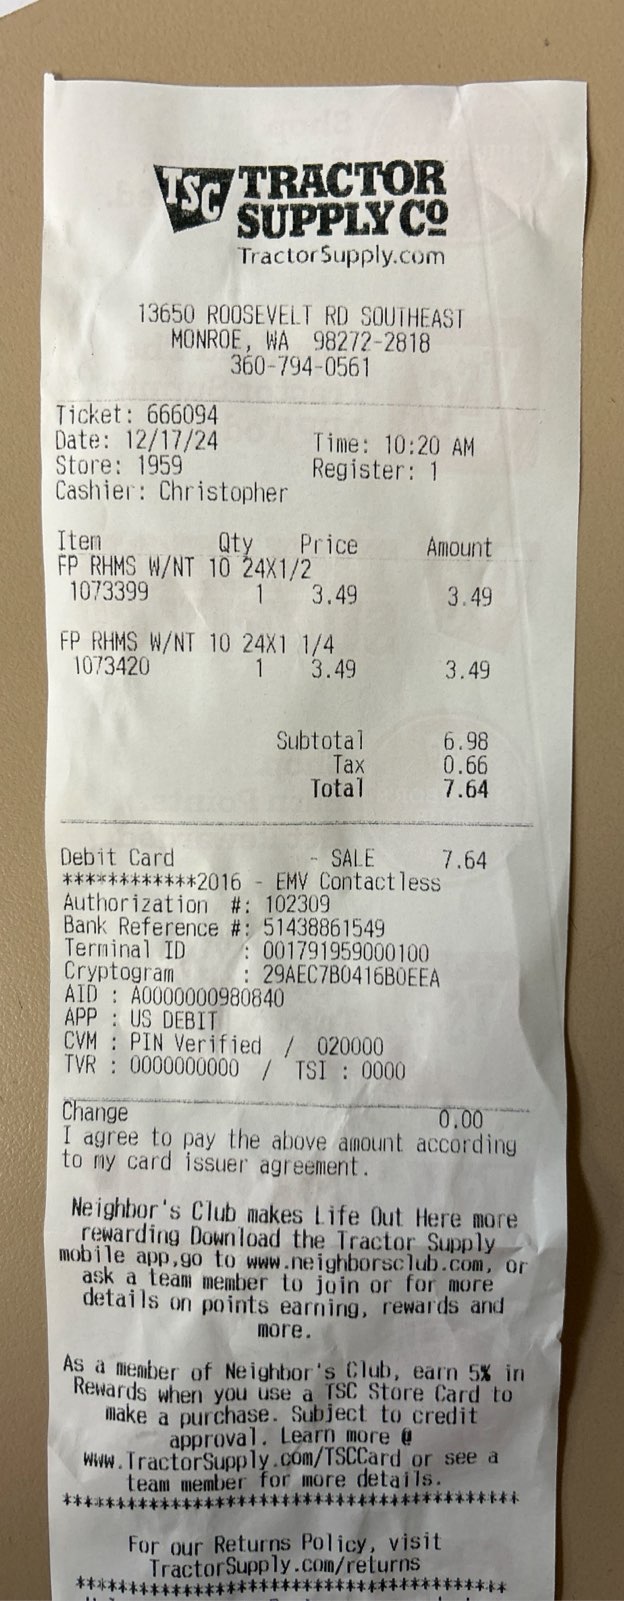 TSC TRACTOR
SUPPLY CO
TractorSupply.com
13650 ROOSEVELT RD SOUTHEAST
MONROE, WA 98272-2818
360-794-0561
Ticket: 666094
Date: 12/17/24 Time: 10:20 AM
Store: 1959 Register: 1
Cashier: Christopher
Item Qty Price Amount
FP RHMS W/NT 10 24X1/2
1073399 1 3.49 3.49
FP RHMS W/NT 10 24X1 1/4
1073420 1 3.49 3.49
Subtotal 6.98
Tax 0.66
Total 7.64
Debit Card - SALE 7.64
************2016 - EMV Contactless
Authorization #: 102309
Bank Reference #: 51438861549
Terminal ID : 001791959000100
Cryptogram : 29AEC7B0416B0EEA
AID : A0000000980840
APP : US DEBIT
CVM : PIN Verified / 020000
TVR : 0000000000 / TSI : 0000
Change 0.00
I agree to pay the above amount according
to my card issuer agreement.
Neighbor's Club makes Life Out Here more
rewarding Download the Tractor Supply
mobile app,go to www.neighborsclub.com, or
ask a team member to join or for more
details on points earning, rewards and
more.
As a member of Neighbor's Club, earn 5% in
Rewards when you use a TSC Store Card to
make a purchase. Subject to credit
approval. Learn more @
www.TractorSupply.com/TSCCard or see a
team member for more details.
******************************************
For our Returns Policy, visit
TractorSupply.com/returns
******************************************